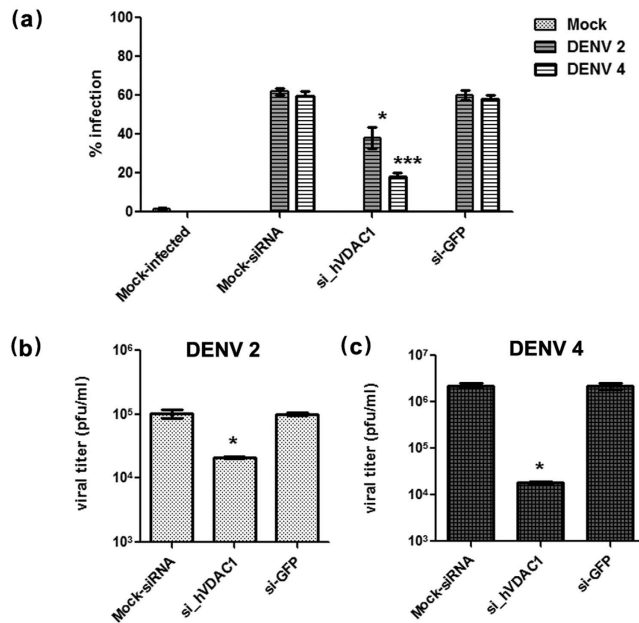 (a)
Mock
DENV 2
DENV 4
% infection
100
80
60
40
20
0
*
***
Mock-infected
Mock-siRNA
si_hVDAC1
si-GFP
(b)
DENV 2
viral titer (pfu/ml)
10⁶
10⁵
10⁴
10³
*
Mock-siRNA
si_hVDAC1
si-GFP
(c)
DENV 4
viral titer (pfu/ml)
10⁷
10⁶
10⁵
10⁴
10³
*
Mock-siRNA
si_hVDAC1
si-GFP